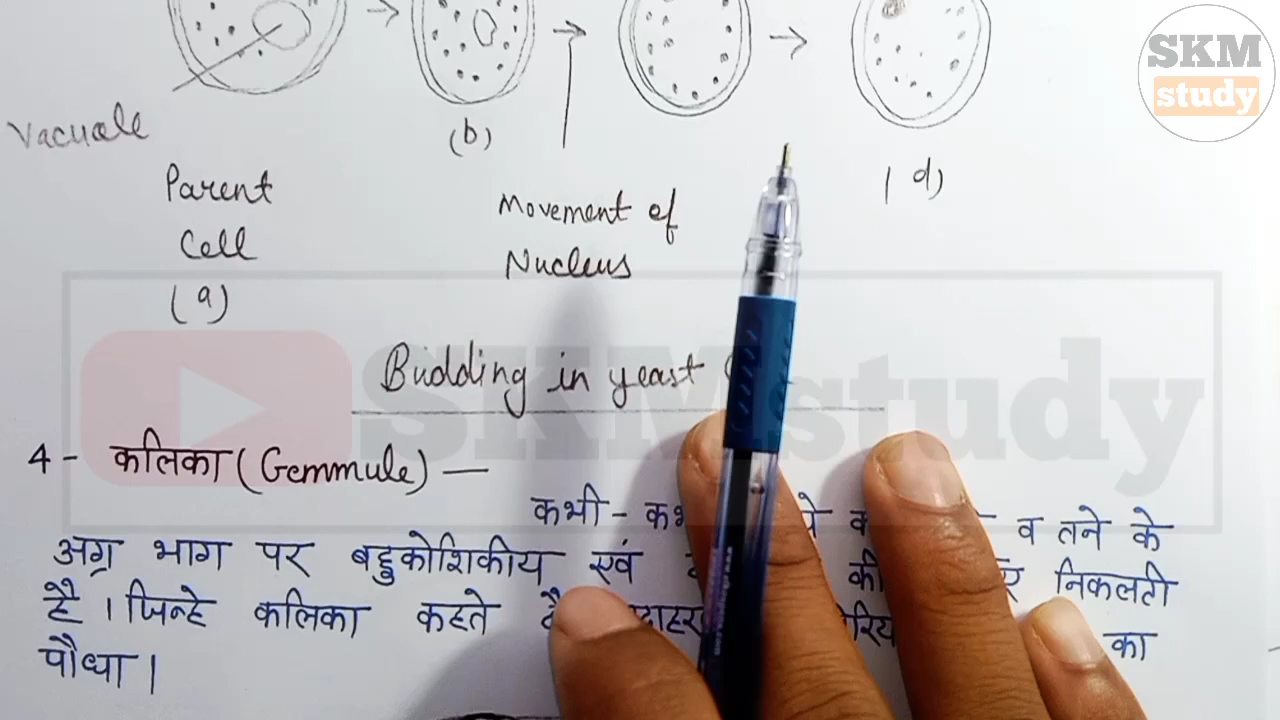 SKM
study
Vacuole
(b)
d)
Parent
Cell
(a)
Movement of
Nucleus
Budding in yeast
SKM study
4 - कलिका (Gemmule) —
कभी - व तने के
अग्र भाग पर बहुकोशिकीय एवं निकलती
है । जिन्हे कलिका कहते का
पौधा ।